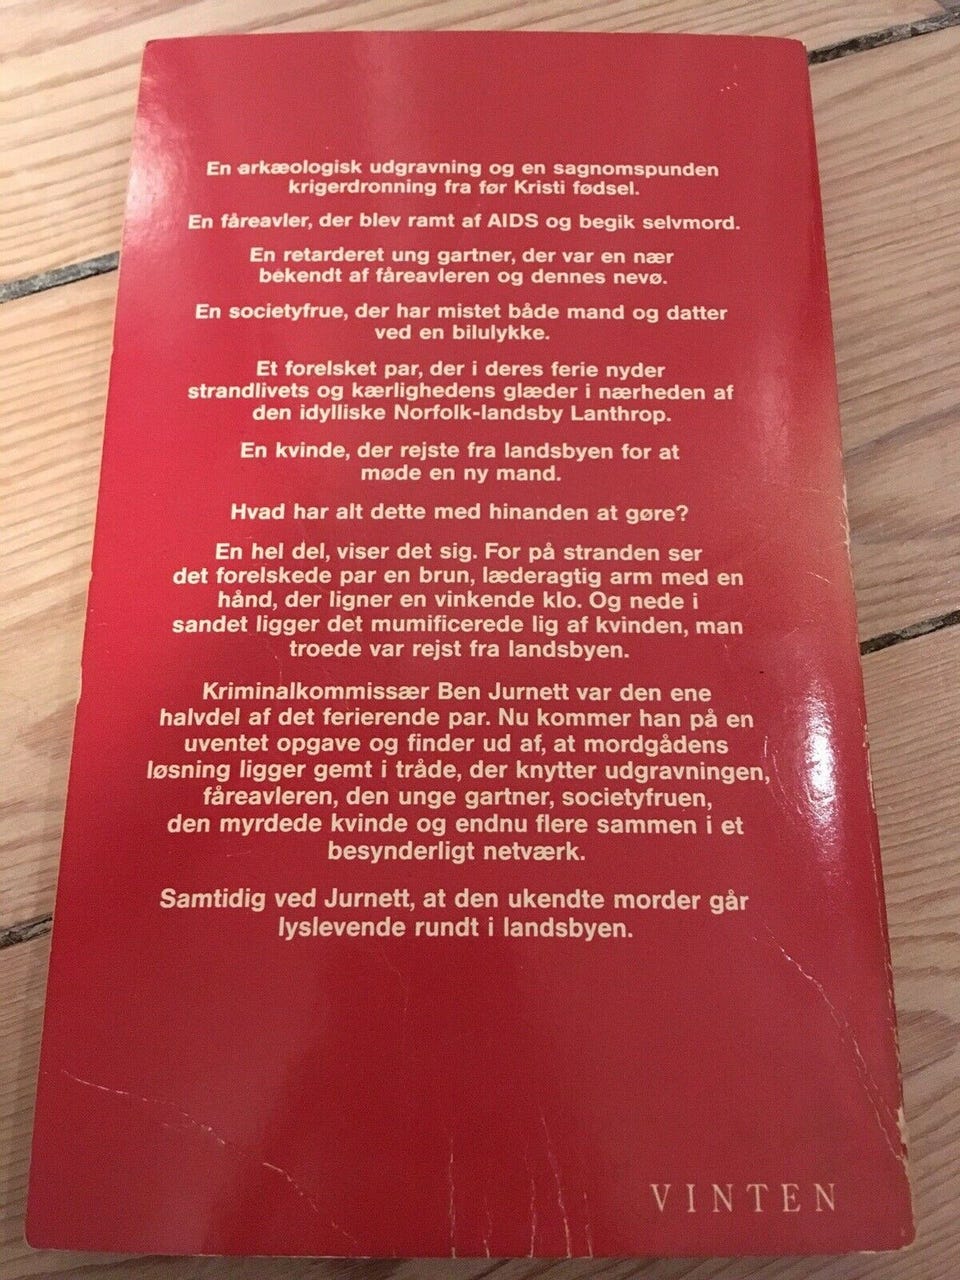 En arkæologisk udgravning og en sagnomspunden
krigerdronning fra før Kristi fødsel.
En fåreavler, der blev ramt af AIDS og begik selvmord.
En retarderet ung gartner, der var en nær
bekendt af fåreavleren og dennes nevø.
En societyfrue, der har mistet både mand og datter
ved en bilulykke.
Et forelsket par, der i deres ferie nyder
strandlivets og kærlighedens glæder i nærheden af
den idylliske Norfolk-landsby Lanthrop.
En kvinde, der rejste fra landsbyen for at
møde en ny mand.
Hvad har alt dette med hinanden at gøre?
En hel del, viser det sig. For på stranden ser
det forelskede par en brun, læderagtig arm med en
hånd, der ligner en vinkende klo. Og nede i
sandet ligger det mumificerede lig af kvinden, man
troede var rejst fra landsbyen.
Kriminalkommissær Ben Jurnett var den ene
halvdel af det ferierende par. Nu kommer han på en
uventet opgave og finder ud af, at mordgådens
løsning ligger gemt i tråde, der knytter udgravningen,
fåreavleren, den unge gartner, societyfruen,
den myrdede kvinde og endnu flere sammen i et
besynderligt netværk.
Samtidig ved Jurnett, at den ukendte morder går
lyslevende rundt i landsbyen.
VINTEN